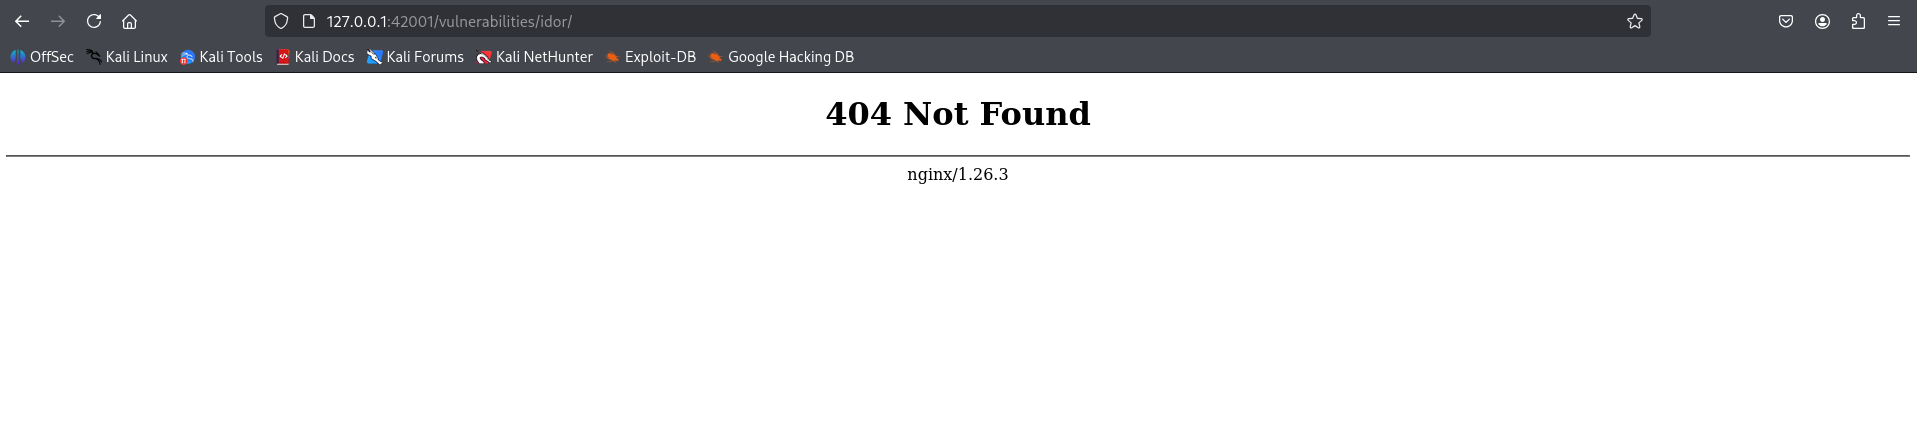 127.0.0.1:42001/vulnerabilities/idor/
OffSec Kali Linux Kali Tools Kali Docs Kali Forums Kali NetHunter Exploit-DB Google Hacking DB
404 Not Found
nginx/1.26.3